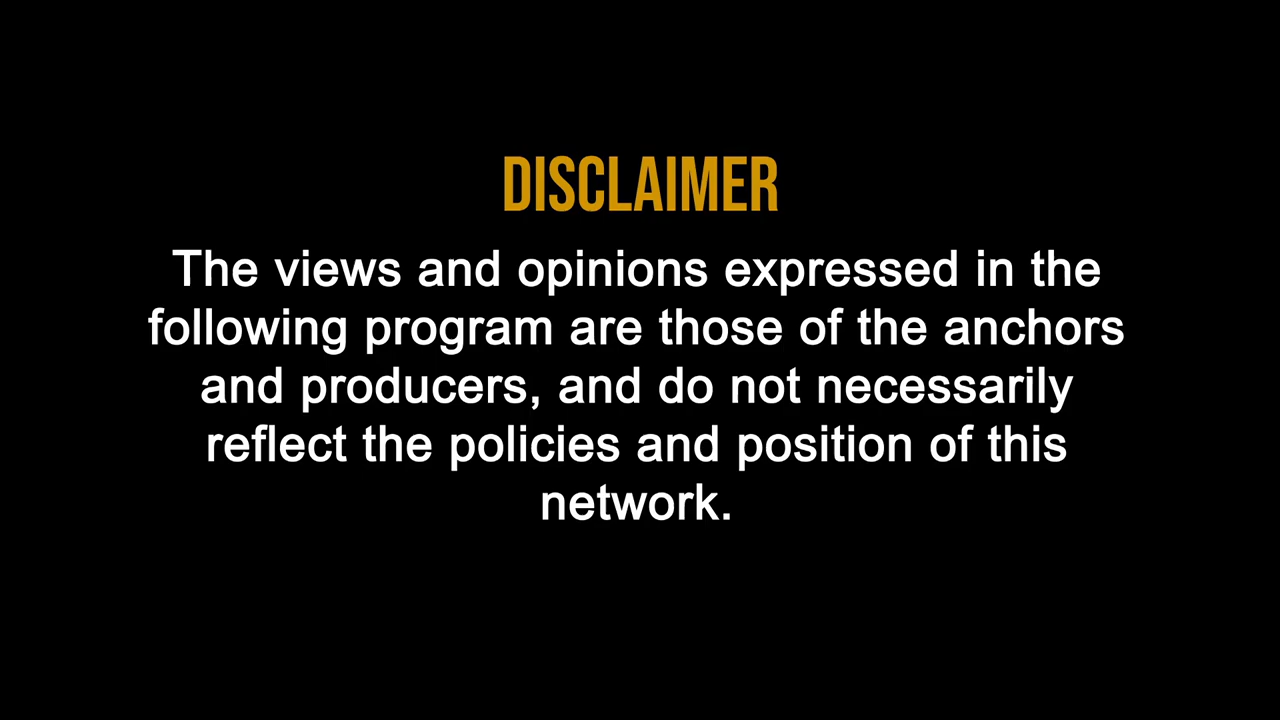 DISCLAIMER
The views and opinions expressed in the
following program are those of the anchors
and producers, and do not necessarily
reflect the policies and position of this
network.